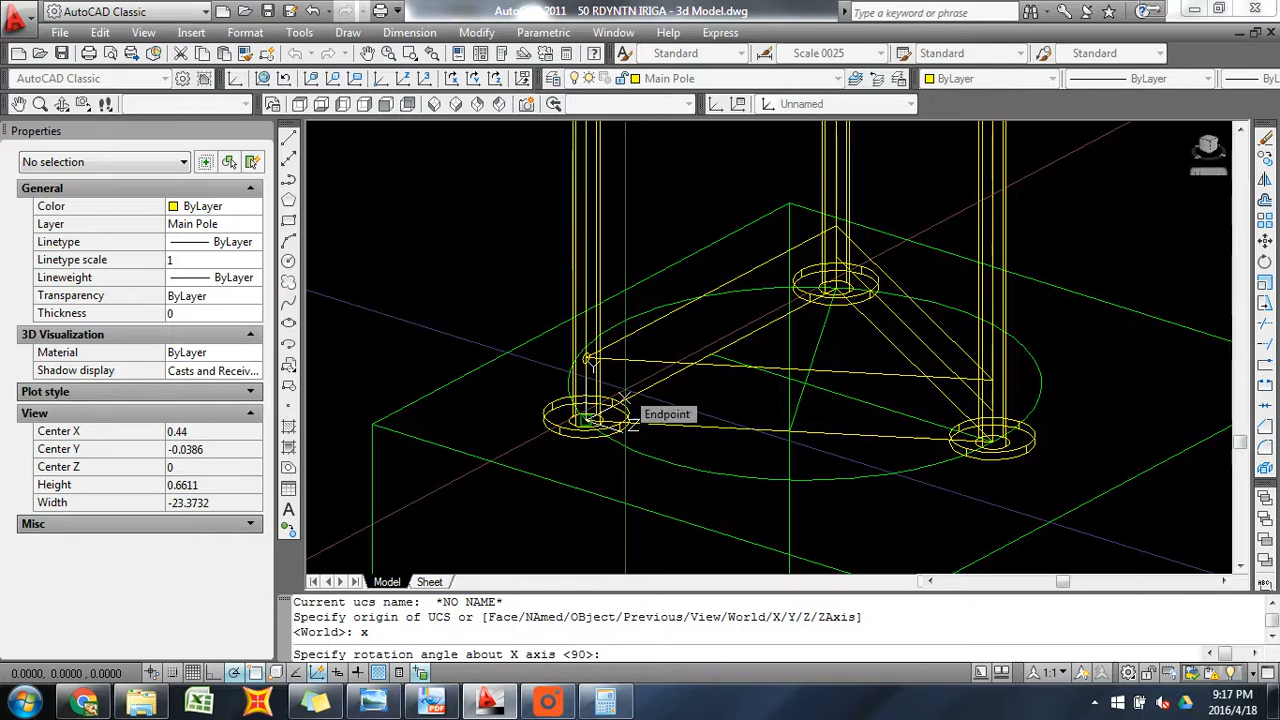 AutoCAD Classic
AutoCAD 2011 50 RDYNTN IRIGA - 3d Model.dwg
Type a keyword or phrase
File Edit View Insert Format Tools Draw Dimension Modify Parametric Window Help Express
Standard Scale 0025 Standard Standard
AutoCAD Classic Main Pole ByLayer ByLayer
Unnamed
Properties
No selection
General
Color ByLayer
Layer Main Pole
Linetype ByLayer
Linetype scale 1
Lineweight ByLayer
Transparency ByLayer
Thickness 0
3D Visualization
Material ByLayer
Shadow display Casts and Receiv...
Plot style
View
Center X 0.44
Center Y -0.0386
Center Z 0
Height 0.6611
Width -23.3732
Misc
Endpoint
Z
Model Sheet
Current ucs name: *NO NAME*
Specify origin of UCS or [Face/NAmed/OBject/Previous/View/World/X/Y/Z/ZAxis]
<World>: x
Specify rotation angle about X axis <90>:
0.0000, 0.0000, 0.0000
1:1
PDF
9:17 PM
2016/4/18